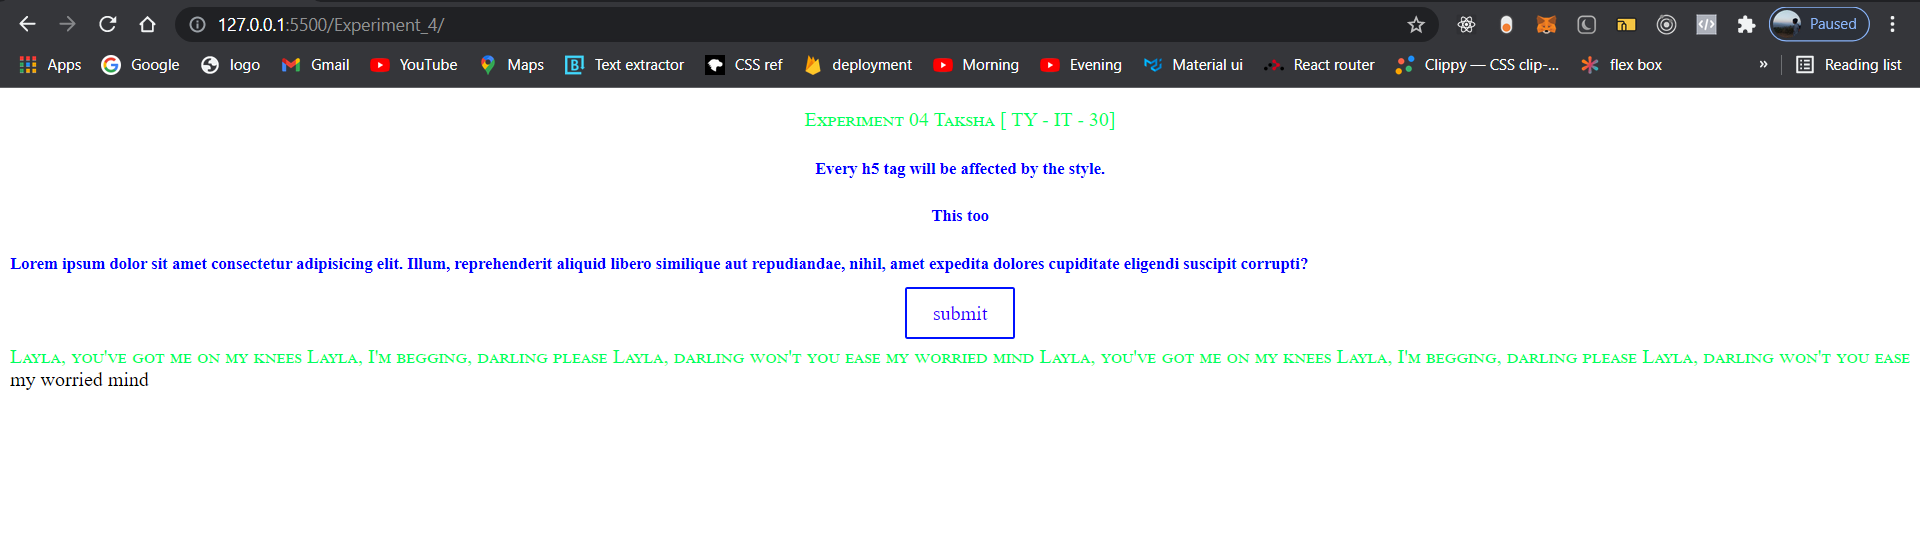 127.0.0.1:5500/Experiment_4/ Paused
Apps Google logo Gmail YouTube Maps Text extractor CSS ref deployment Morning Evening Material ui React router Clippy — CSS clip-... flex box » Reading list
Experiment 04 Taksha [ TY - IT - 30]
Every h5 tag will be affected by the style.
This too
Lorem ipsum dolor sit amet consectetur adipisicing elit. Illum, reprehenderit aliquid libero similique aut repudiandae, nihil, amet expedita dolores cupiditate eligendi suscipit corrupti?
submit
Layla, you've got me on my knees Layla, I'm begging, darling please Layla, darling won't you ease my worried mind Layla, you've got me on my knees Layla, I'm begging, darling please Layla, darling won't you ease
my worried mind